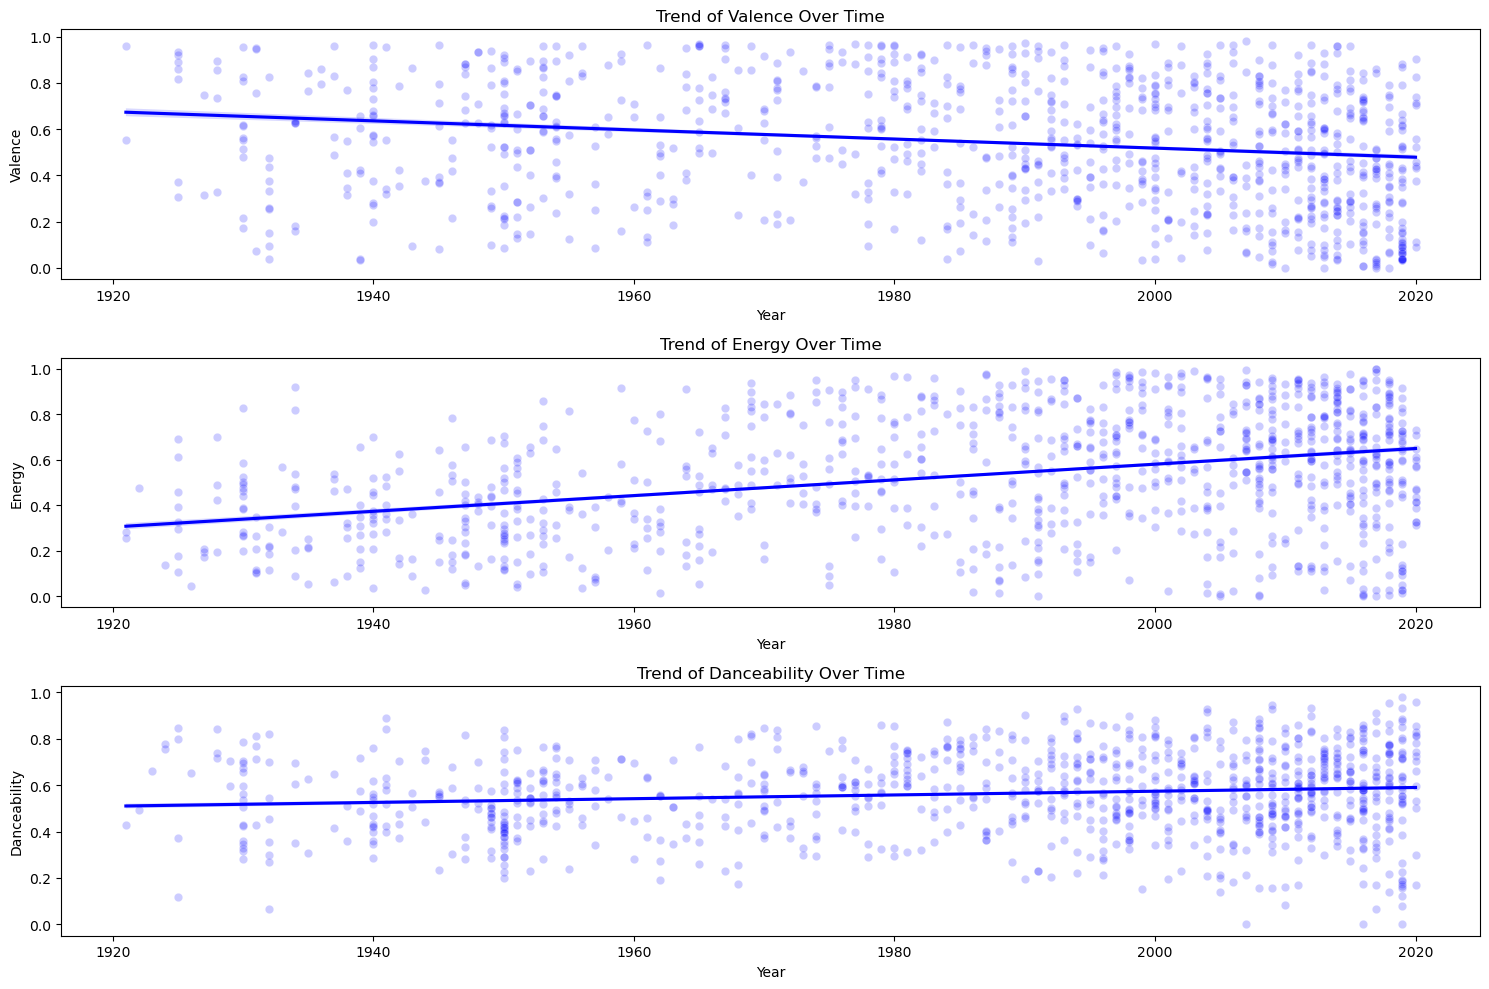 Trend of Valence Over Time
1.0
0.8
0.6
0.4
0.2
0.0
Valence
1920 1940 1960 1980 2000 2020
Year
Trend of Energy Over Time
1.0
0.8
0.6
0.4
0.2
0.0
Energy
1920 1940 1960 1980 2000 2020
Year
Trend of Danceability Over Time
1.0
0.8
0.6
0.4
0.2
0.0
Danceability
1920 1940 1960 1980 2000 2020
Year